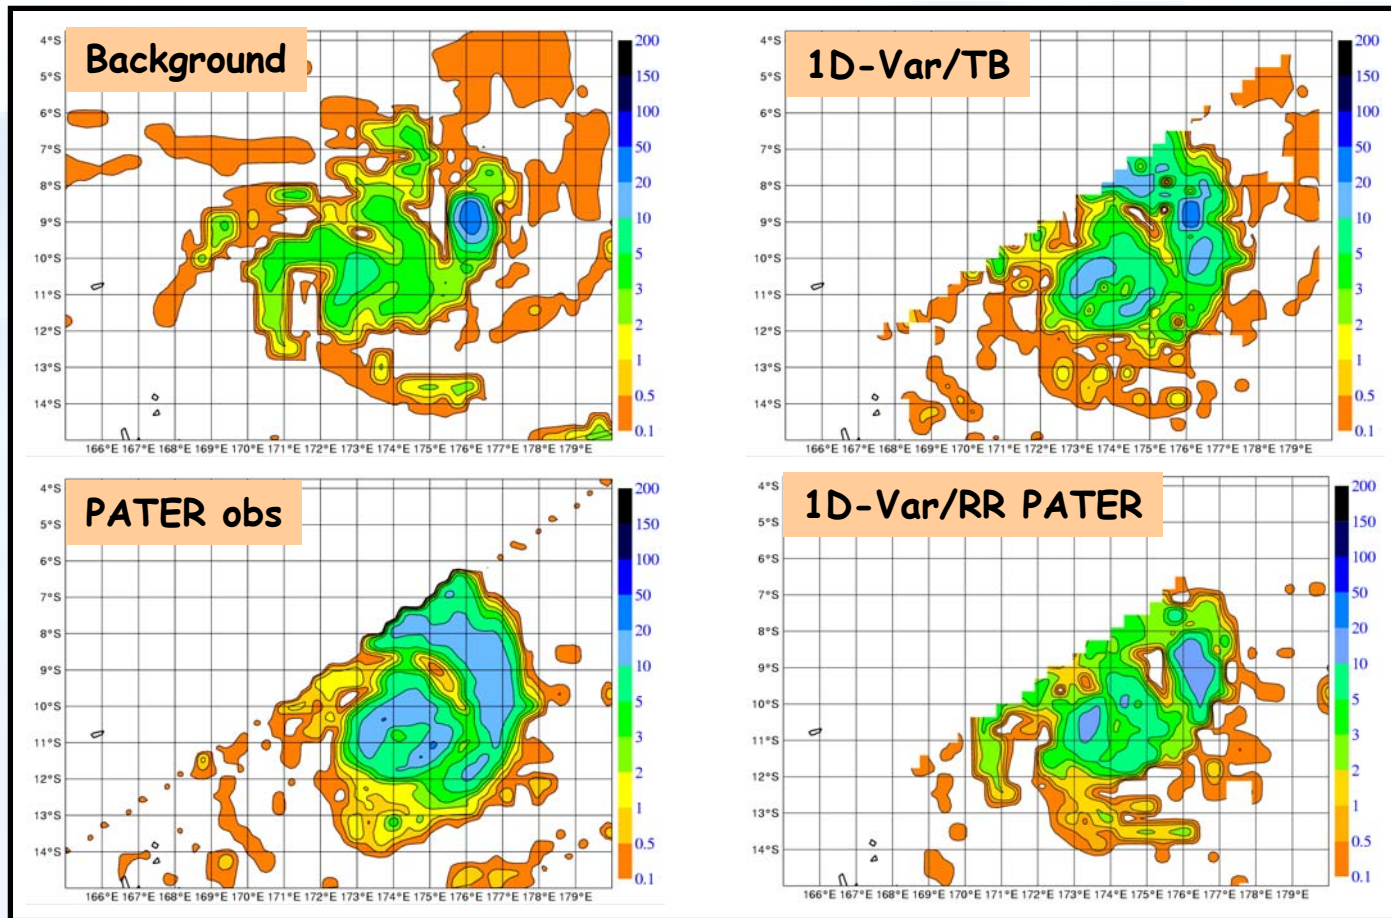 Background
4°S
5°S
6°S
7°S
8°S
9°S
10°S
11°S
12°S
13°S
14°S
166°E 167°E 168°E 169°E 170°E 171°E 172°E 173°E 174°E 175°E 176°E 177°E 178°E 179°E
200
150
100
50
20
10
5
3
2
1
0.5
0.1
1D-Var/TB
4°S
5°S
6°S
7°S
8°S
9°S
10°S
11°S
12°S
13°S
14°S
166°E 167°E 168°E 169°E 170°E 171°E 172°E 173°E 174°E 175°E 176°E 177°E 178°E 179°E
200
150
100
50
20
10
5
3
2
1
0.5
0.1
PATER obs
4°S
5°S
6°S
7°S
8°S
9°S
10°S
11°S
12°S
13°S
14°S
166°E 167°E 168°E 169°E 170°E 171°E 172°E 173°E 174°E 175°E 176°E 177°E 178°E 179°E
200
150
100
50
20
10
5
3
2
1
0.5
0.1
1D-Var/RR PATER
4°S
5°S
6°S
7°S
8°S
9°S
10°S
11°S
12°S
13°S
14°S
166°E 167°E 168°E 169°E 170°E 171°E 172°E 173°E 174°E 175°E 176°E 177°E 178°E 179°E
200
150
100
50
20
10
5
3
2
1
0.5
0.1